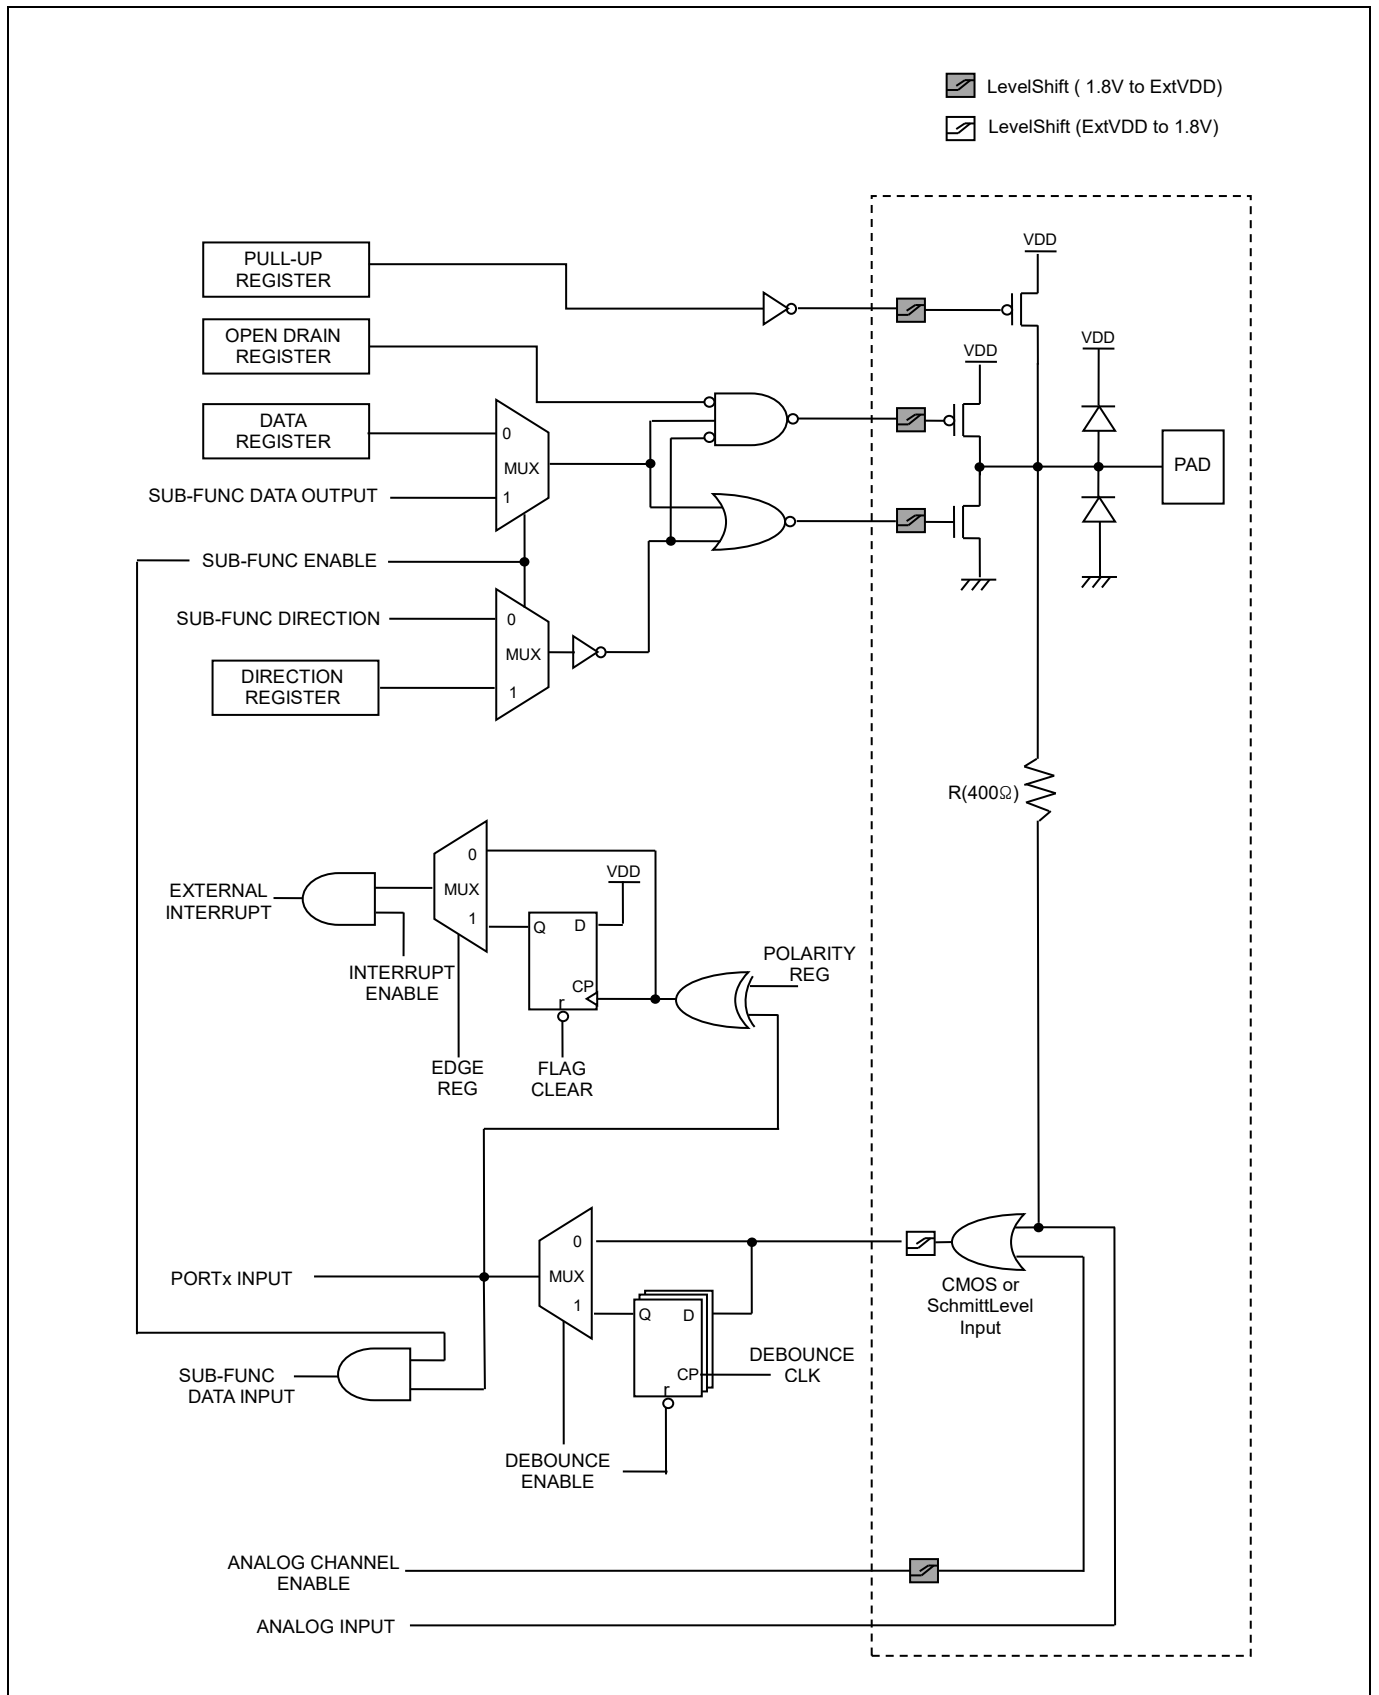 LevelShift ( 1.8V to ExtVDD)
LevelShift (ExtVDD to 1.8V)
VDD
PULL-UP
REGISTER
OPEN DRAIN
REGISTER
VDD
VDD
DATA
REGISTER
0
MUX
1
SUB-FUNC DATA OUTPUT
PAD
SUB-FUNC ENABLE
SUB-FUNC DIRECTION
0
MUX
1
DIRECTION
REGISTER
R(400Ω)
0
MUX
1
VDD
EXTERNAL
INTERRUPT
Q
D
CP
r
INTERRUPT
ENABLE
POLARITY
REG
EDGE
REG
FLAG
CLEAR
0
MUX
1
PORTx INPUT
CMOS or
SchmittLevel
Input
Q
D
CP
r
DEBOUNCE
CLK
SUB-FUNC
DATA INPUT
DEBOUNCE
ENABLE
ANALOG CHANNEL
ENABLE
ANALOG INPUT